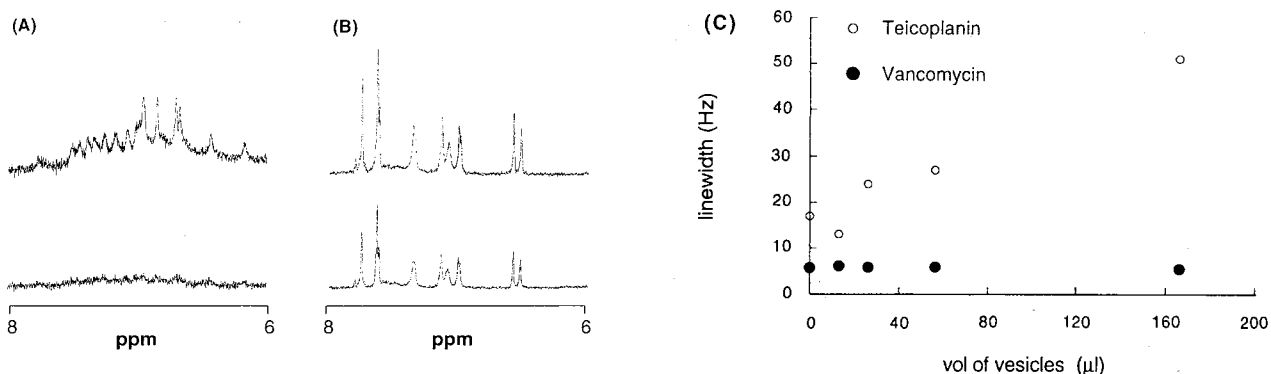 (A)
8
6
ppm
(B)
8
6
ppm
(C)
60
50
40
30
20
10
0
linewidth (Hz)
Teicoplanin
Vancomycin
0
40
80
120
160
200
vol of vesicles (µl)